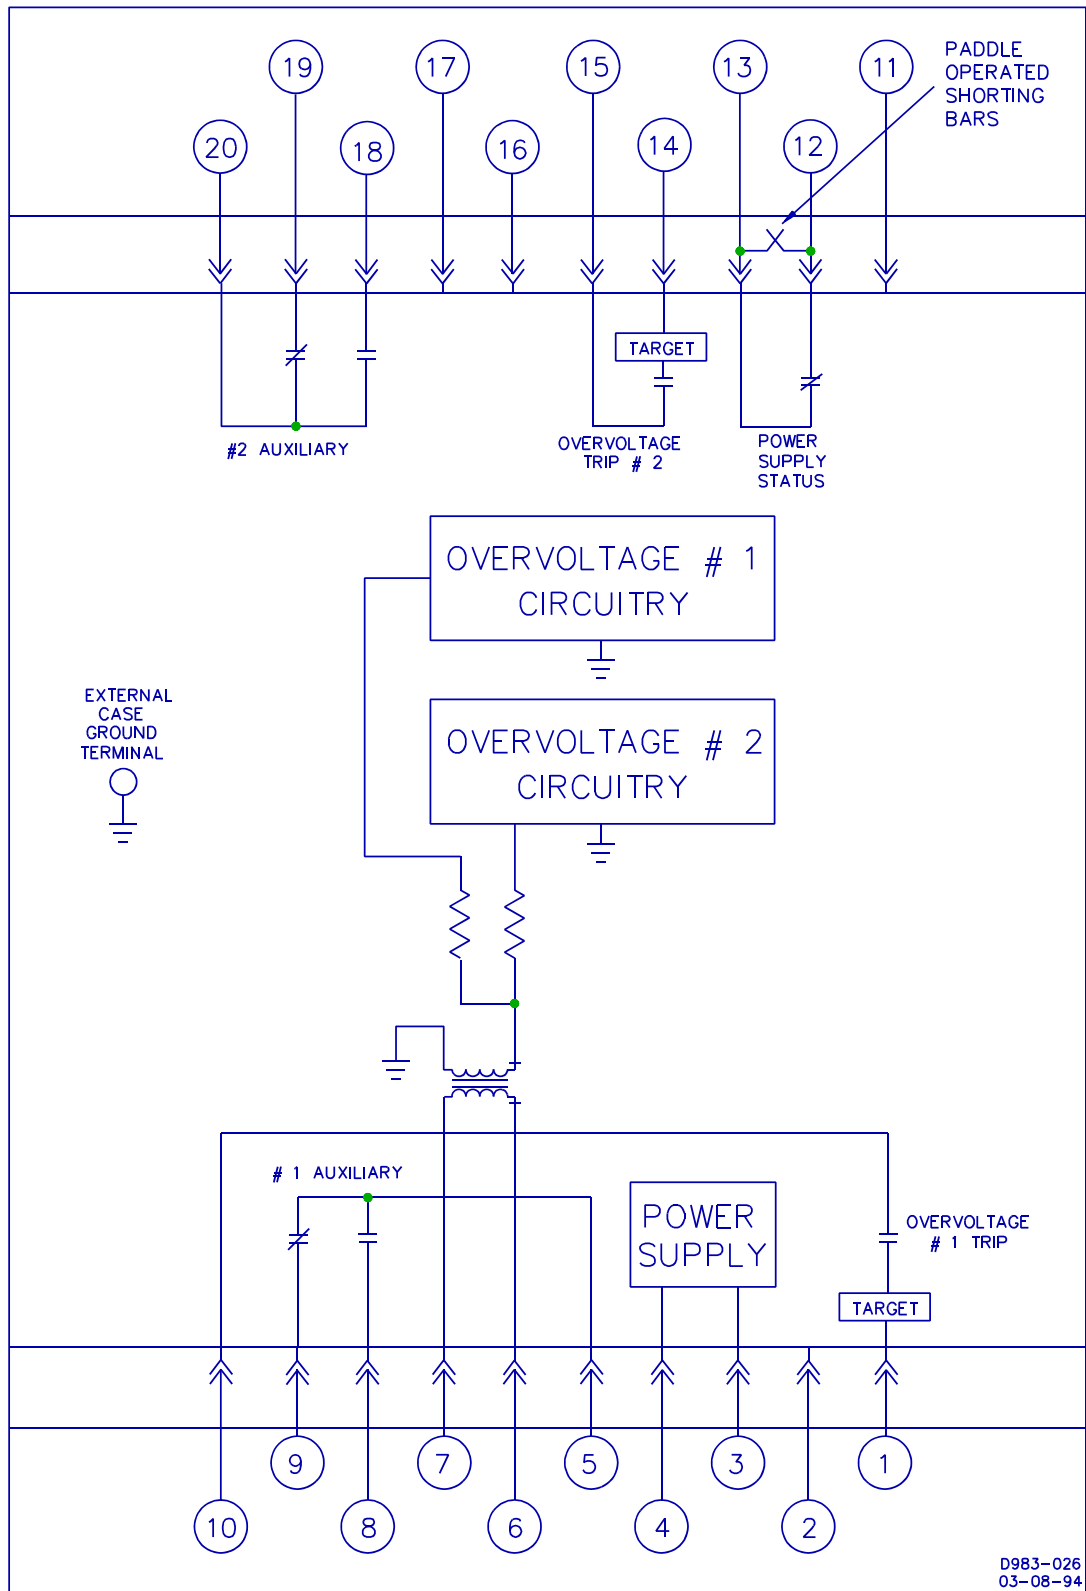 PADDLE
OPERATED
SHORTING
BARS
19
17
15
13
11
20
18
16
14
12
TARGET
#2 AUXILIARY
OVERVOLTAGE
TRIP # 2
POWER
SUPPLY
STATUS
OVERVOLTAGE # 1
CIRCUITRY
EXTERNAL
CASE
GROUND
TERMINAL
OVERVOLTAGE # 2
CIRCUITRY
# 1 AUXILIARY
POWER
SUPPLY
OVERVOLTAGE
# 1 TRIP
TARGET
9
7
5
3
1
10
8
6
4
2
D983-026
03-08-94